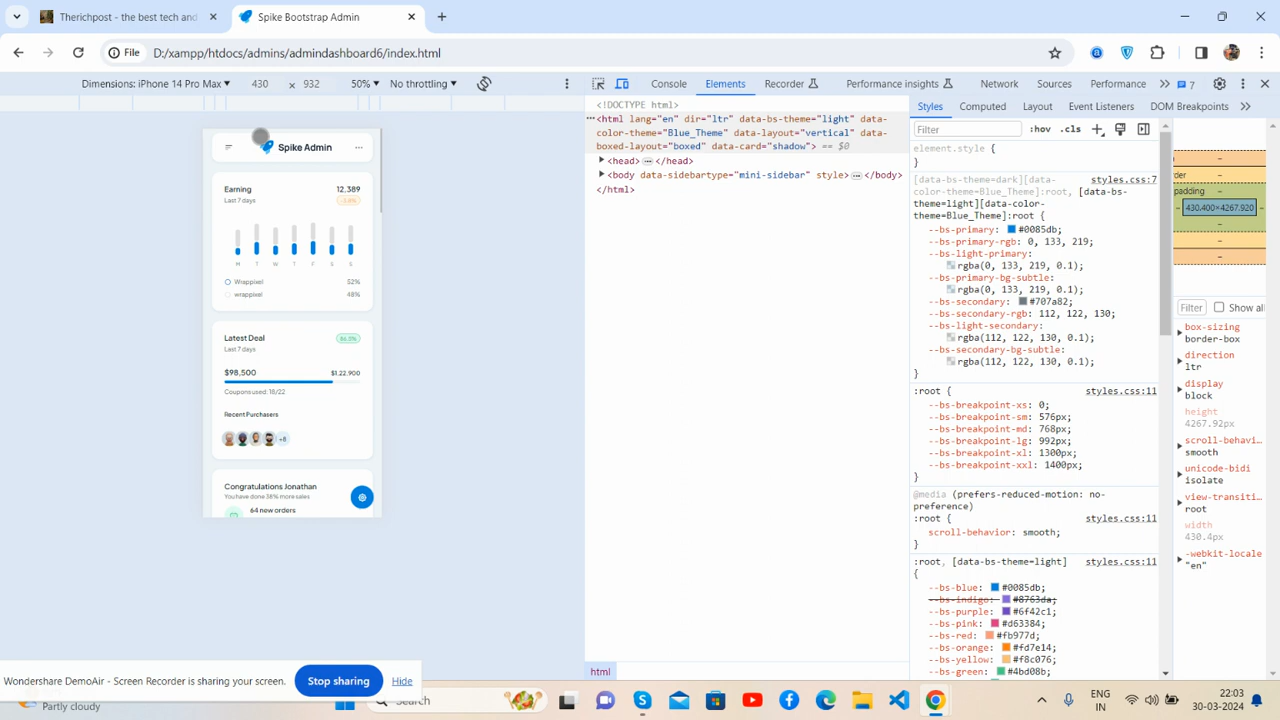 Therichpost - the best tech and
Spike Bootstrap Admin
File
D:/xampp/htdocs/admins/admindashboard6/index.html
Dimensions: iPhone 14 Pro Max
430
×
932
50%
No throttling
Console
Elements
Recorder
Performance insights
Network
Sources
Performance
7
Spike Admin
Earning
12,389
Last 7 days
M T W T F S S
Wrappixel
52%
wrappixel
48%
Latest Deal
86.5%
Last 7 days
$98,500
$1,22,900
Coupons used: 18/22
Recent Purchasers
+8
Congratulations Jonathan
You have done 38% more sales
64 new orders
<!DOCTYPE html>
<html lang="en" dir="ltr" data-bs-theme="light" data-
color-theme="Blue_Theme" data-layout="vertical" data-
boxed-layout="boxed" data-card="shadow"> == $0
<head> </head>
<body data-sidebartype="mini-sidebar" style> </body>
</html>
html
Styles
Computed
Layout
Event Listeners
DOM Breakpoints
Filter
:hov
.cls
element.style {
}
[data-bs-theme=dark][data-
styles.css:7
color-theme=Blue_Theme]:root, [data-bs-
theme=light][data-color-
theme=Blue_Theme]:root {
--bs-primary: #0085db;
--bs-primary-rgb: 0, 133, 219;
--bs-light-primary:
rgba(0, 133, 219, 0.1);
--bs-primary-bg-subtle:
rgba(0, 133, 219, 0.1);
--bs-secondary: #707a82;
--bs-secondary-rgb: 112, 122, 130;
--bs-light-secondary:
rgba(112, 122, 130, 0.1);
--bs-secondary-bg-subtle:
rgba(112, 122, 130, 0.1);
}
:root {
styles.css:11
--bs-breakpoint-xs: 0;
--bs-breakpoint-sm: 576px;
--bs-breakpoint-md: 768px;
--bs-breakpoint-lg: 992px;
--bs-breakpoint-xl: 1300px;
--bs-breakpoint-xxl: 1400px;
}
@media (prefers-reduced-motion: no-
preference)
:root {
styles.css:11
scroll-behavior: smooth;
}
:root, [data-bs-theme=light]
styles.css:11
{
--bs-blue: #0085db;
--bs-indigo: #8763da;
--bs-purple: #6f42c1;
--bs-pink: #d63384;
--bs-red: #fb977d;
--bs-orange: #fd7e14;
--bs-yellow: #f8c076;
--bs-green: #4bd08b;
rder
padding
430.400×4267.920
Filter
Show all
box-sizing
border-box
direction
ltr
display
block
height
4267.92px
scroll-behavi…
smooth
unicode-bidi
isolate
view-transiti…
root
width
430.4px
-webkit-locale
"en"
Wondershare DemoAir - Screen Recorder is sharing your screen.
Stop sharing
Hide
Partly cloudy
Search
ENG
IN
22:03
30-03-2024